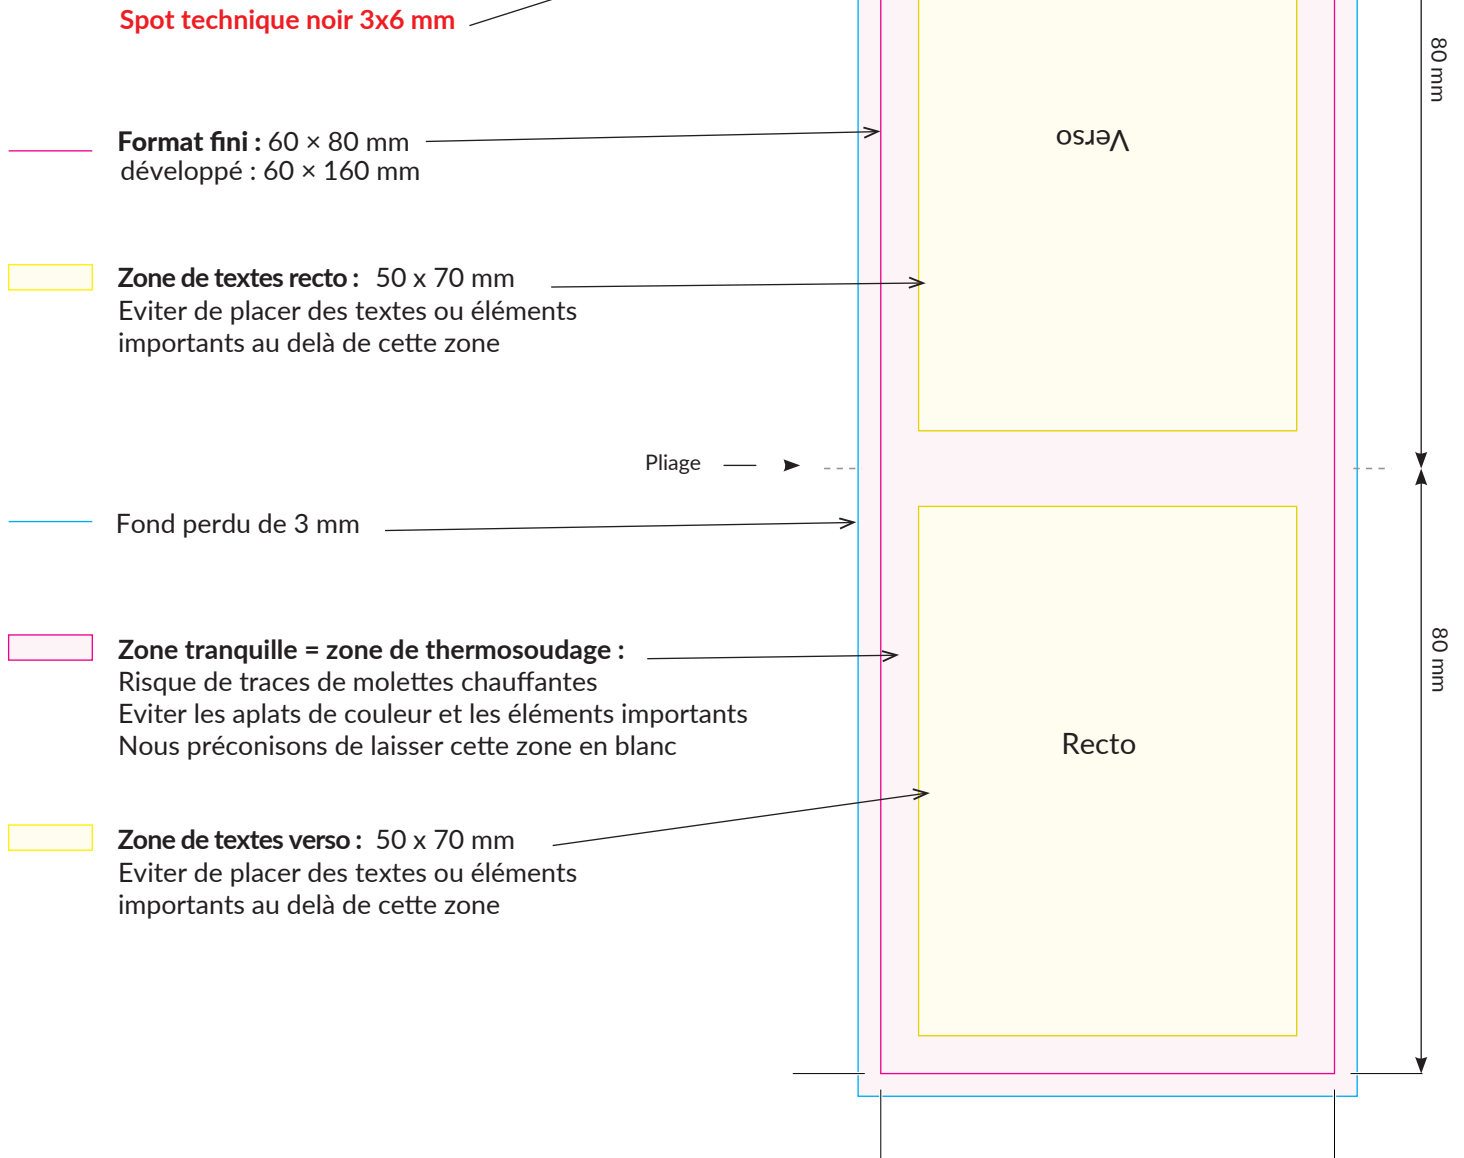 Spot technique noir 3x6 mm
80 mm
Format fini : 60 × 80 mm
développé : 60 × 160 mm
Verso
Zone de textes recto : 50 x 70 mm
Eviter de placer des textes ou éléments
importants au delà de cette zone
Pliage
Fond perdu de 3 mm
Zone tranquille = zone de thermosoudage :
Risque de traces de molettes chauffantes
Eviter les aplats de couleur et les éléments importants
Nous préconisons de laisser cette zone en blanc
80 mm
Recto
Zone de textes verso : 50 x 70 mm
Eviter de placer des textes ou éléments
importants au delà de cette zone